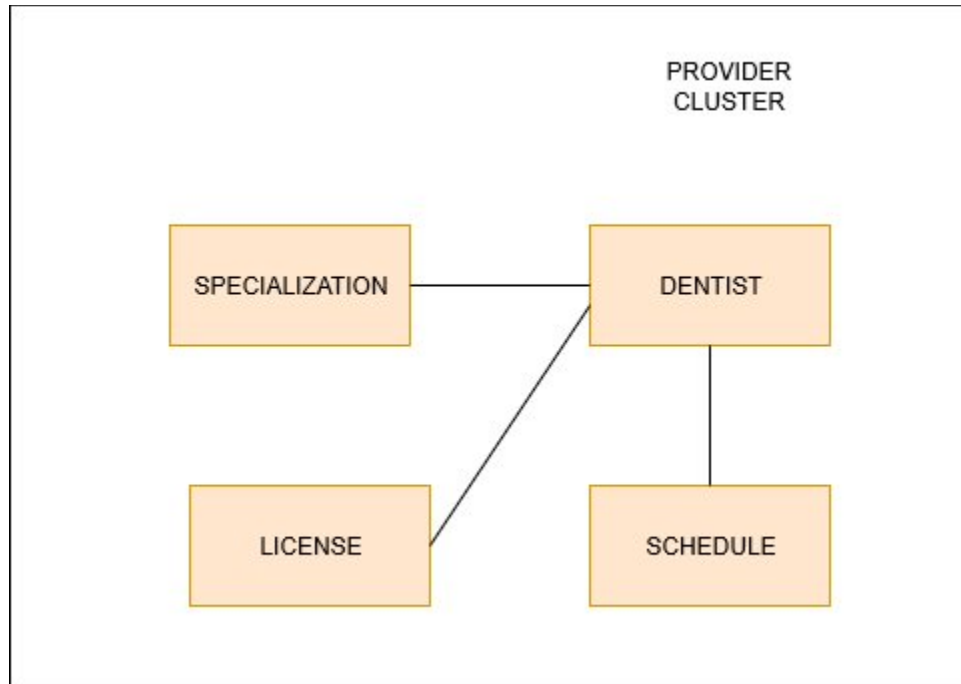 PROVIDER
CLUSTER
SPECIALIZATION
DENTIST
LICENSE
SCHEDULE